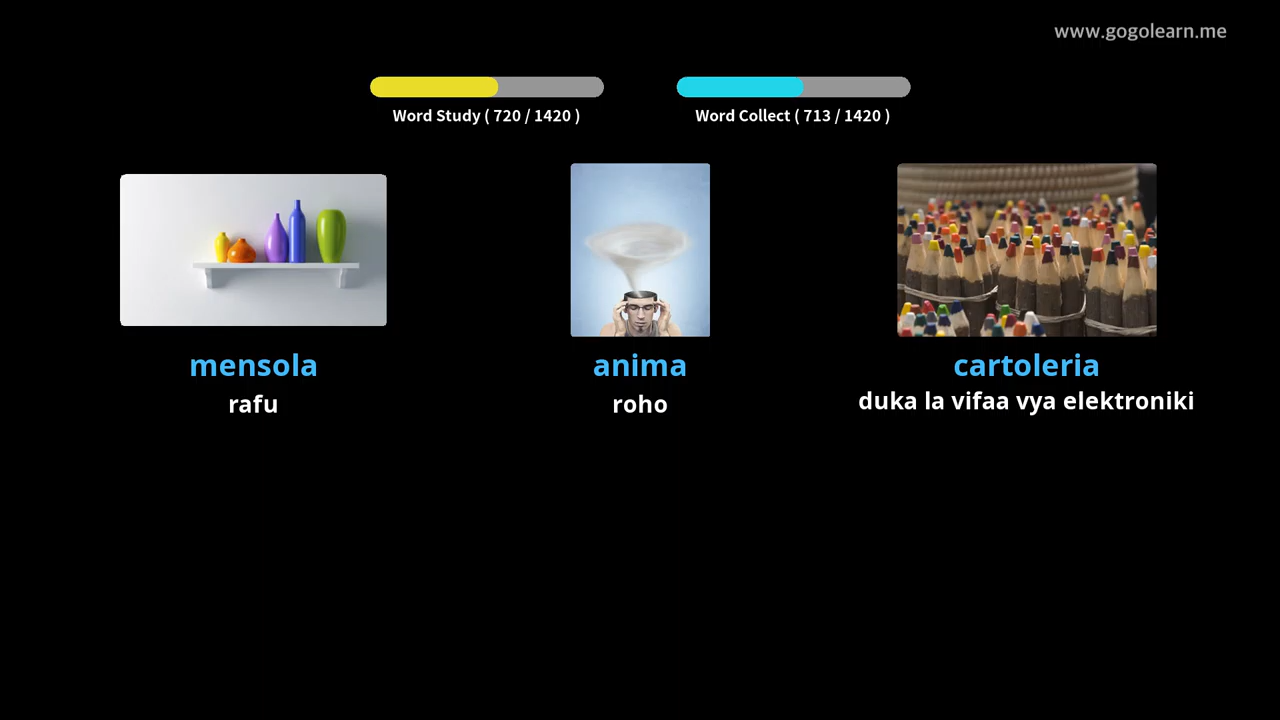 www.gogolearn.me
Word Study ( 720 / 1420 )
Word Collect ( 713 / 1420 )
mensola
rafu
anima
roho
cartoleria
duka la vifaa vya elektroniki